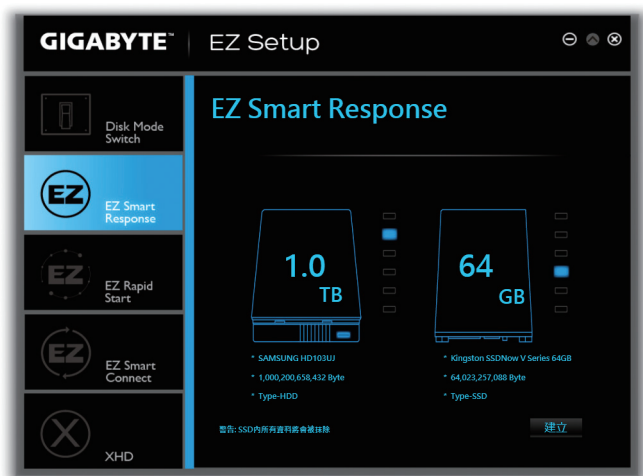 GIGABYTE™ EZ Setup
EZ Smart Response
Disk Mode
Switch
EZ
EZ Smart
Response
EZ
EZ Rapid
Start
EZ
EZ Smart
Connect
X
XHD
1.0
TB
64
GB
* SAMSUNG HD103UJ
* 1,000,200,658,432 Byte
* Type-HDD
* Kingston SSDNow V Series 64GB
* 64,023,257,088 Byte
* Type-SSD
警告: SSD內所有資料將會被抹除
建立